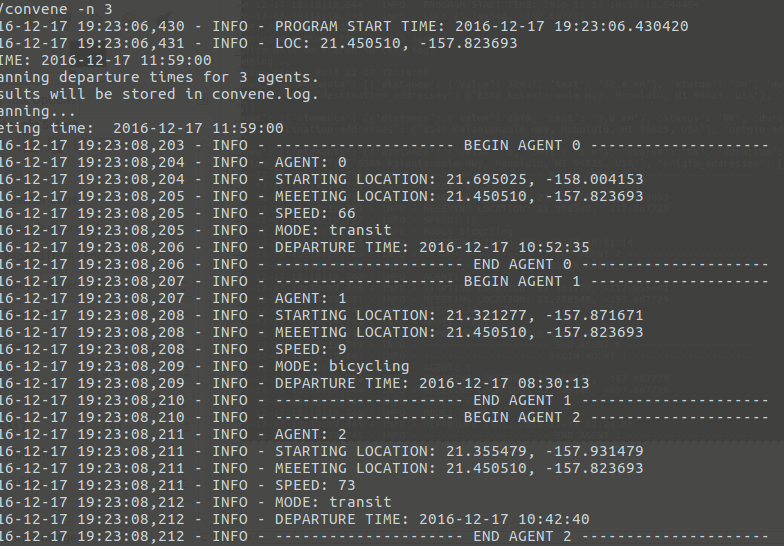 /convene -n 3
16-12-17 19:23:06,430 - INFO - PROGRAM START TIME: 2016-12-17 19:23:06.430420
16-12-17 19:23:06,431 - INFO - LOC: 21.450510, -157.823693
IME: 2016-12-17 11:59:00
anning departure times for 3 agents.
sults will be stored in convene.log.
anning...
eting time:  2016-12-17 11:59:00
16-12-17 19:23:08,203 - INFO - -------------------- BEGIN AGENT 0 --------------------
16-12-17 19:23:08,204 - INFO - AGENT: 0
16-12-17 19:23:08,204 - INFO - STARTING LOCATION: 21.695025, -158.004153
16-12-17 19:23:08,205 - INFO - MEEETING LOCATION: 21.450510, -157.823693
16-12-17 19:23:08,205 - INFO - SPEED: 66
16-12-17 19:23:08,205 - INFO - MODE: transit
16-12-17 19:23:08,206 - INFO - DEPARTURE TIME: 2016-12-17 10:52:35
16-12-17 19:23:08,206 - INFO - --------------------- END AGENT 0 ---------------------
16-12-17 19:23:08,207 - INFO - -------------------- BEGIN AGENT 1 --------------------
16-12-17 19:23:08,207 - INFO - AGENT: 1
16-12-17 19:23:08,208 - INFO - STARTING LOCATION: 21.321277, -157.871671
16-12-17 19:23:08,208 - INFO - MEEETING LOCATION: 21.450510, -157.823693
16-12-17 19:23:08,208 - INFO - SPEED: 9
16-12-17 19:23:08,209 - INFO - MODE: bicycling
16-12-17 19:23:08,209 - INFO - DEPARTURE TIME: 2016-12-17 08:30:13
16-12-17 19:23:08,210 - INFO - --------------------- END AGENT 1 ---------------------
16-12-17 19:23:08,210 - INFO - -------------------- BEGIN AGENT 2 --------------------
16-12-17 19:23:08,211 - INFO - AGENT: 2
16-12-17 19:23:08,211 - INFO - STARTING LOCATION: 21.355479, -157.931479
16-12-17 19:23:08,211 - INFO - MEEETING LOCATION: 21.450510, -157.823693
16-12-17 19:23:08,211 - INFO - SPEED: 73
16-12-17 19:23:08,212 - INFO - MODE: transit
16-12-17 19:23:08,212 - INFO - DEPARTURE TIME: 2016-12-17 10:42:40
16-12-17 19:23:08,212 - INFO - --------------------- END AGENT 2 ---------------------